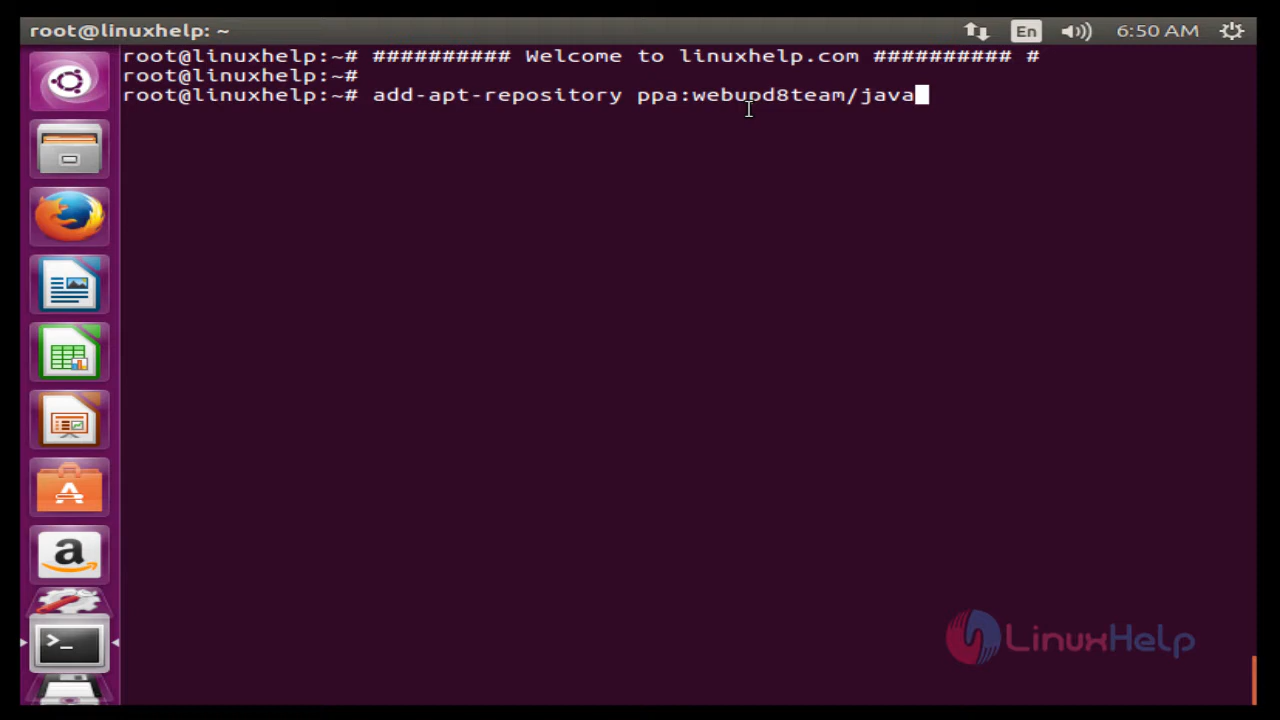 root@linuxhelp: ~
En
6:50 AM
root@linuxhelp:~# ########## Welcome to linuxhelp.com ########## #
root@linuxhelp:~#
root@linuxhelp:~# add-apt-repository ppa:webupd8team/java
a
>_
LinuxHelp